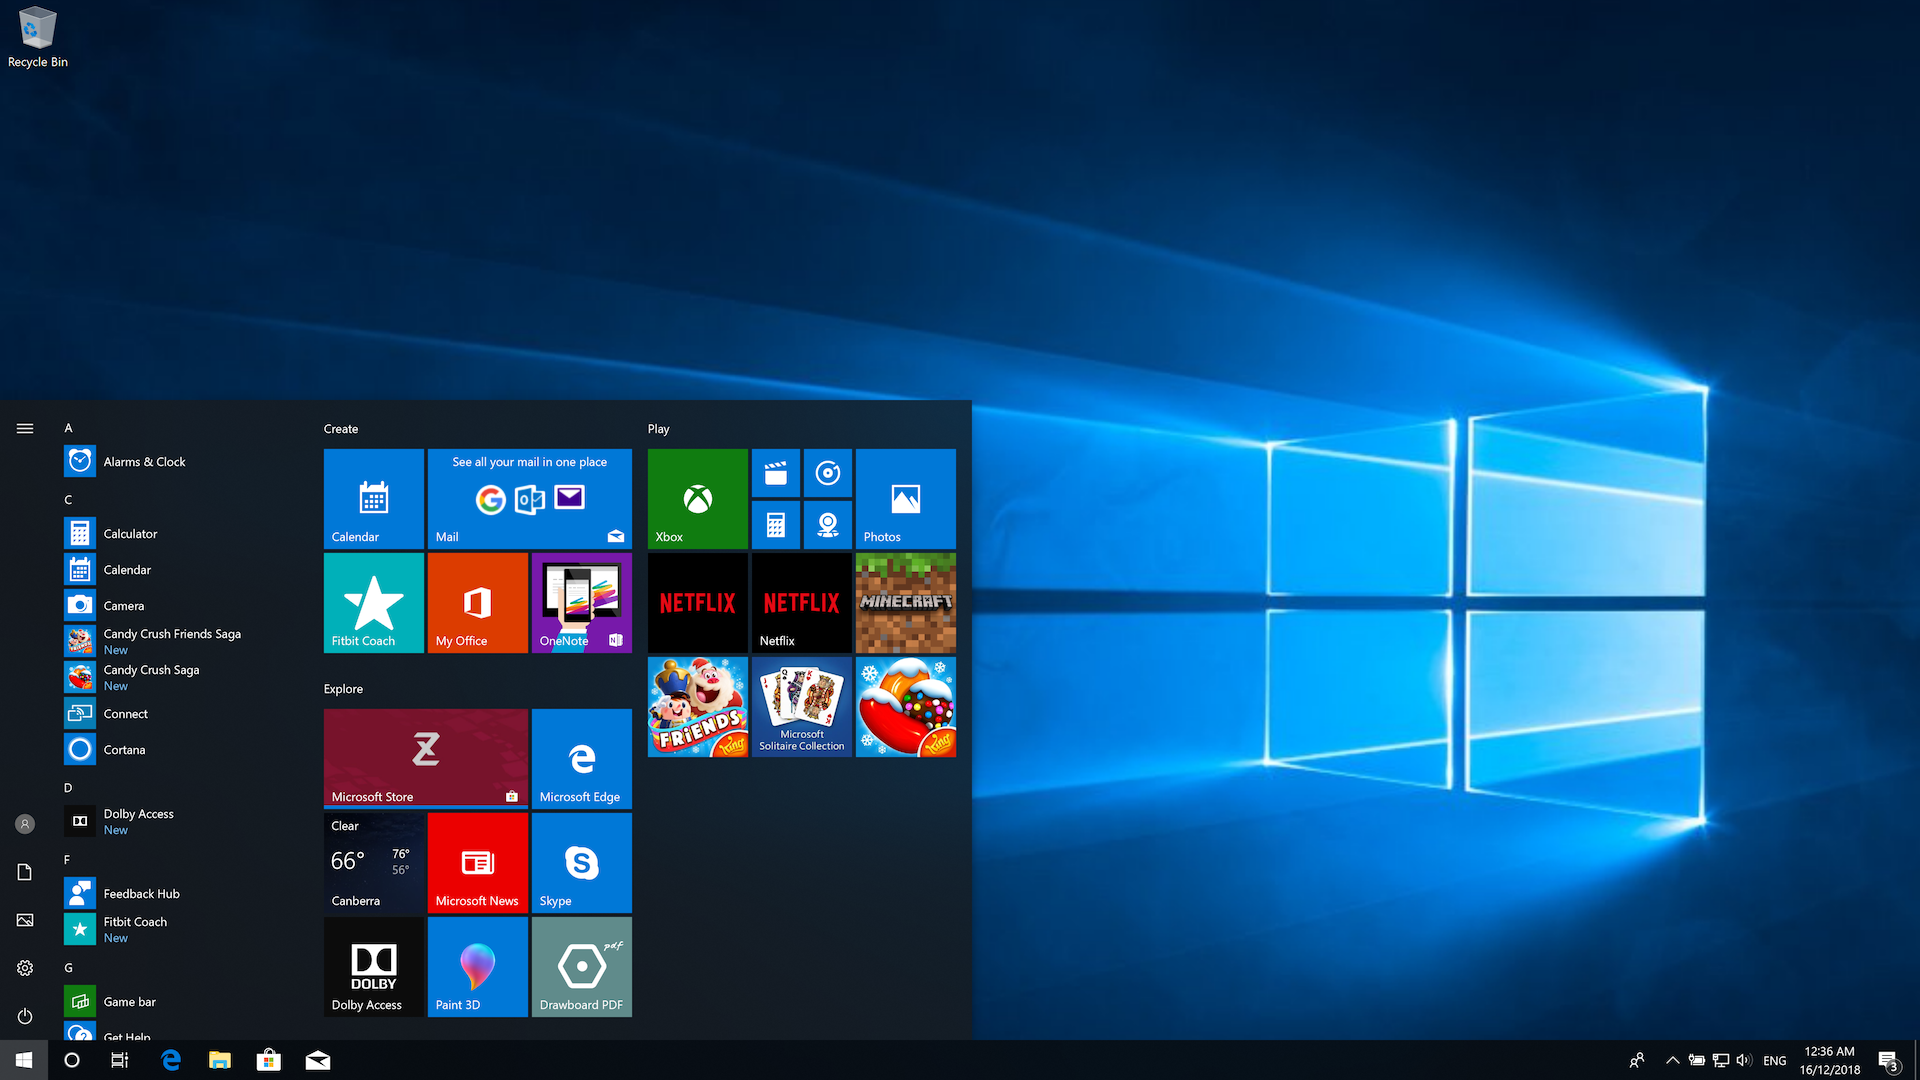 Recycle Bin
A
Alarms & Clock
C
Calculator
Calendar
Camera
Candy Crush Friends Saga
New
Candy Crush Saga
New
Connect
Cortana
D
Dolby Access
New
F
Feedback Hub
Fitbit Coach
New
G
Game bar
Get Help
Create
Calendar
See all your mail in one place
Mail
Fitbit Coach
My Office
OneNote
Explore
Microsoft Store
Microsoft Edge
Clear
66°
76°
56°
Canberra
Microsoft News
Skype
DOLBY
Dolby Access
Paint 3D
pdf
Drawboard PDF
Play
Xbox
Photos
NETFLIX
NETFLIX
Netflix
MINECRAFT
FRIENDS
King
Microsoft
Solitaire Collection
King
ENG
12:36 AM
16/12/2018
3